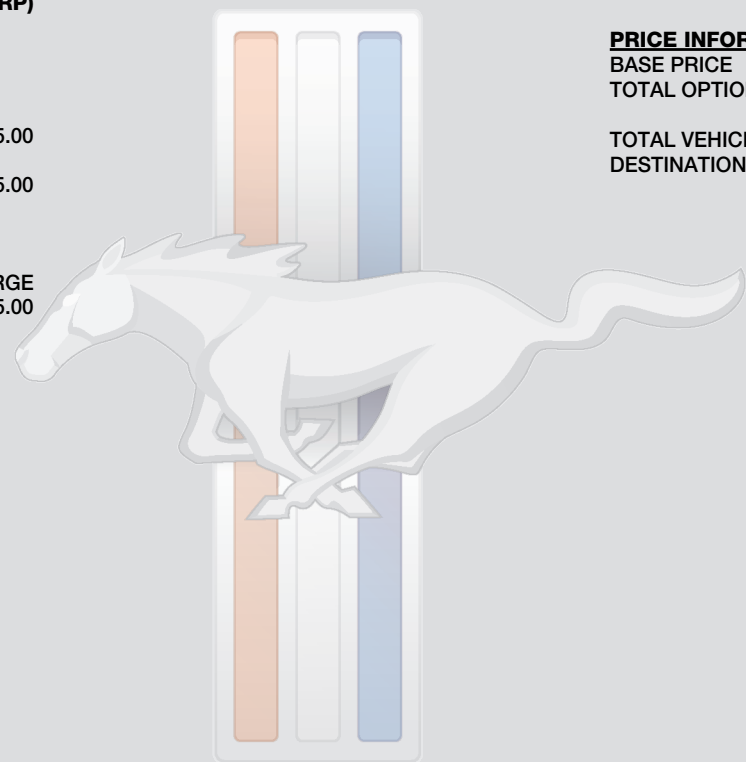 RP)
5.00
5.00
RGE
5.00
PRICE INFOR
BASE PRICE
TOTAL OPTIO
TOTAL VEHIC
DESTINATION